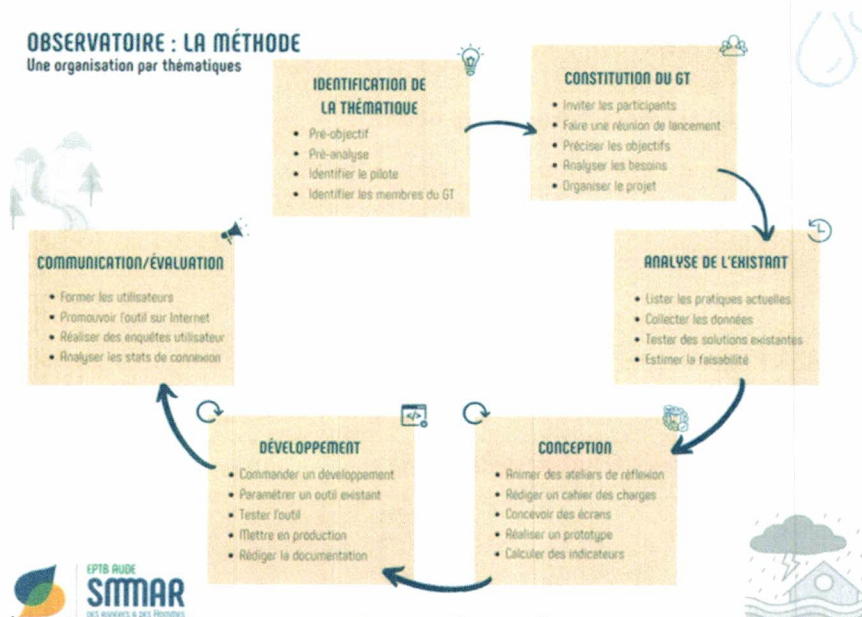 OBSERVATOIRE : LA MÉTHODE
Une organisation par thématiques
IDENTIFICATION DE
LA THÉMATIQUE
• Pré-objectif
• Pré-analyse
• Identifier le pilote
• Identifier les membres du GT
CONSTITUTION DU GT
• Inviter les participants
• Faire une réunion de lancement
• Préciser les objectifs
• Analyser les besoins
• Organiser le projet
ANALYSE DE L'EXISTANT
• Lister les pratiques actuelles
• Collecter les données
• Tester des solutions existantes
• Estimer la faisabilité
CONCEPTION
• Animer des ateliers de réflexion
• Rédiger un cahier des charges
• Concevoir des écrans
• Réaliser un prototype
• Calculer des indicateurs
DÉVELOPPEMENT
• Commander un développement
• Paramétrer un outil existant
• Tester l'outil
• Mettre en production
• Rédiger la documentation
COMMUNICATION/ÉVALUATION
• Former les utilisateurs
• Promouvoir l'outil sur Internet
• Réaliser des enquêtes utilisateur
• Analyser les stats de connexion
</> 
EPTB AUDE
SMMAR
DES RIVIÈRES & DES HOMMES